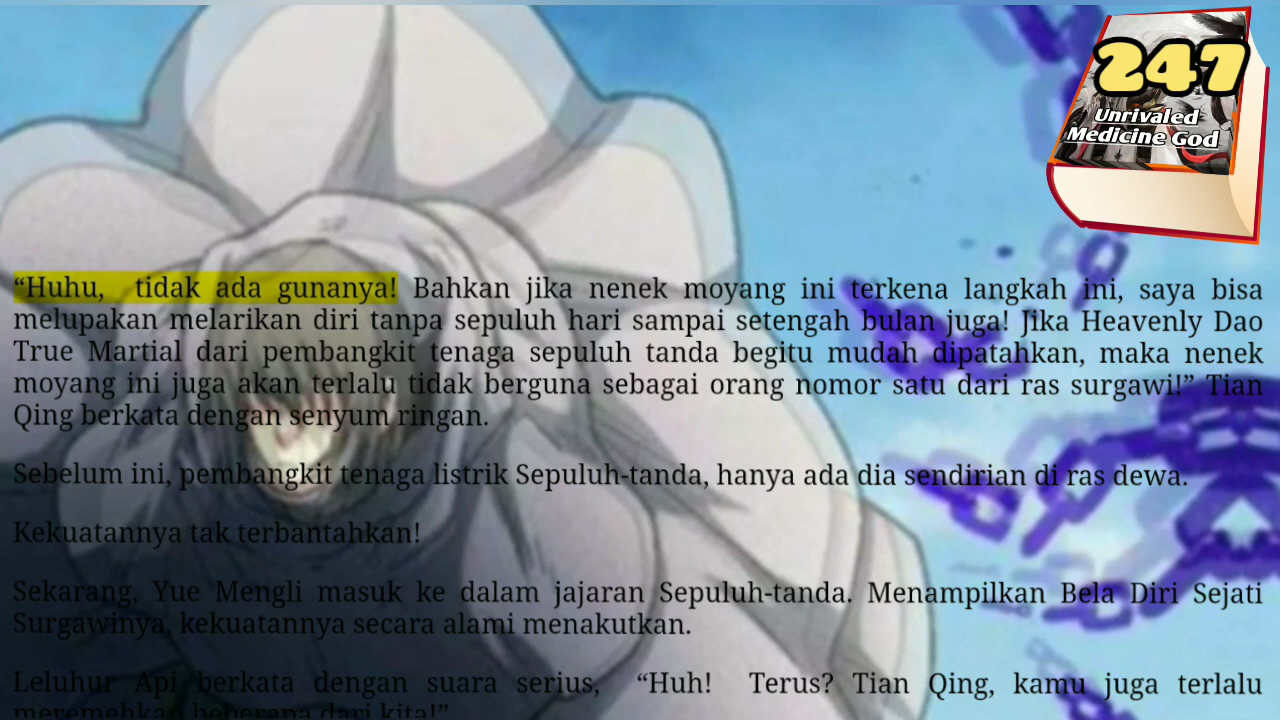 247
Unrivaled
Medicine God
“Huhu, tidak ada gunanya! Bahkan jika nenek moyang ini terkena langkah ini, saya bisa
melupakan melarikan diri tanpa sepuluh hari sampai setengah bulan juga! Jika Heavenly Dao
True Martial dari pembangkit tenaga sepuluh tanda begitu mudah dipatahkan, maka nenek
moyang ini juga akan terlalu tidak berguna sebagai orang nomor satu dari ras surgawi!” Tian
Qing berkata dengan senyum ringan.
Sebelum ini, pembangkit tenaga listrik Sepuluh-tanda, hanya ada dia sendirian di ras dewa.
Kekuatannya tak terbantahkan!
Sekarang, Yue Mengli masuk ke dalam jajaran Sepuluh-tanda. Menampilkan Bela Diri Sejati
Surgawinya, kekuatannya secara alami menakutkan.
Leluhur Api berkata dengan suara serius, “Huh! Terus? Tian Qing, kamu juga terlalu
meremehkan beberapa dari kita!”